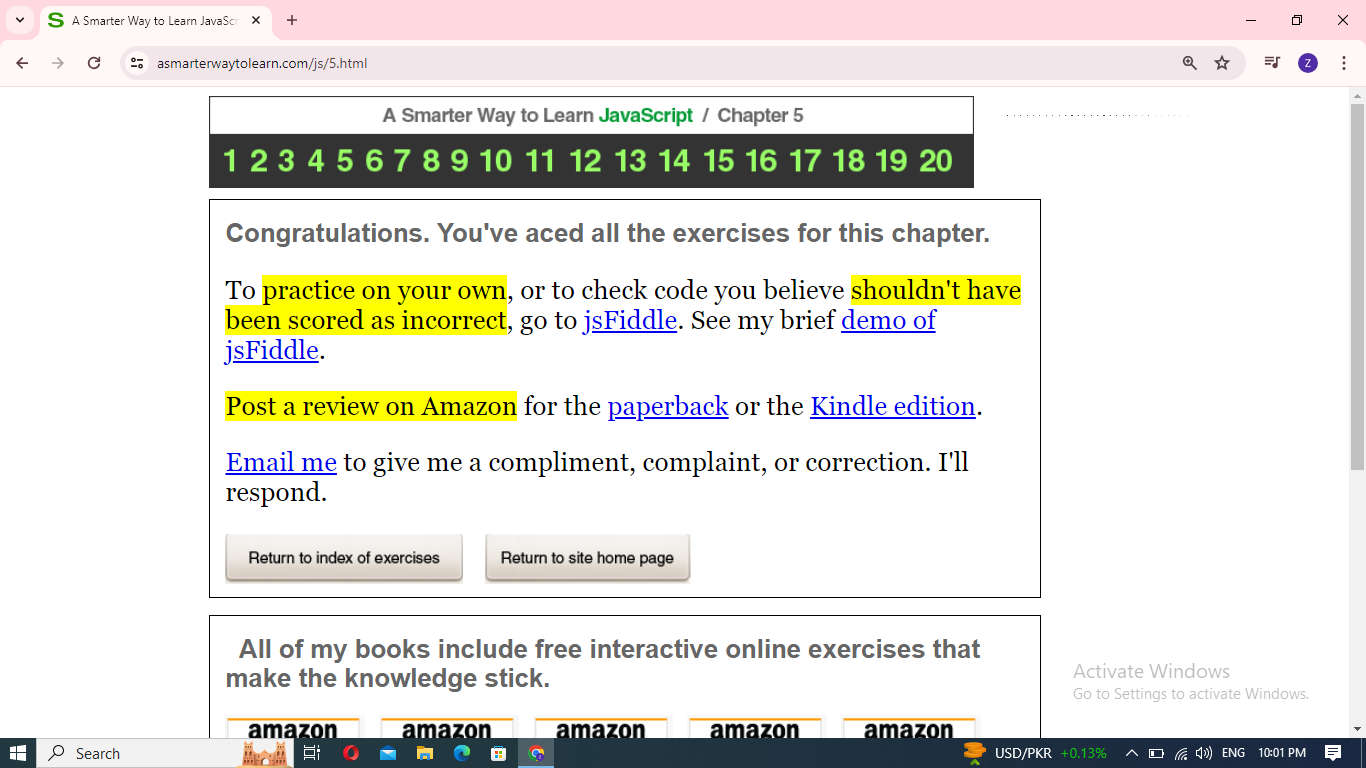 A Smarter Way to Learn JavaScr
asmarterwaytolearn.com/js/5.html
Z
A Smarter Way to Learn JavaScript / Chapter 5
1 2 3 4 5 6 7 8 9 10 11 12 13 14 15 16 17 18 19 20
Congratulations. You've aced all the exercises for this chapter.
To practice on your own, or to check code you believe shouldn't have
been scored as incorrect, go to jsFiddle. See my brief demo of
jsFiddle.
Post a review on Amazon for the paperback or the Kindle edition.
Email me to give me a compliment, complaint, or correction. I'll
respond.
Return to index of exercises Return to site home page
All of my books include free interactive online exercises that
make the knowledge stick.
amazon amazon amazon amazon amazon
Activate Windows
Go to Settings to activate Windows.
Search USD/PKR +0.13% ENG 10:01 PM